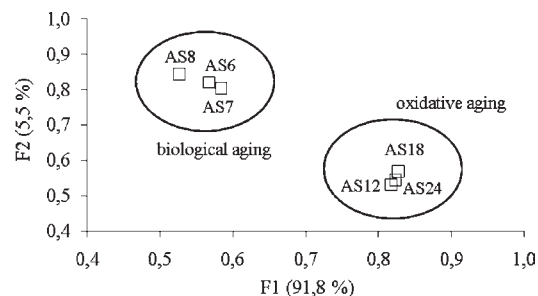 1,0
0,9
0,8
0,7
0,6
0,5
0,4
F2 (5,5 %)
AS8
AS6
AS7
biological aging
oxidative aging
AS18
AS12
AS24
0,4 0,5 0,6 0,7 0,8 0,9 1,0
F1 (91,8 %)